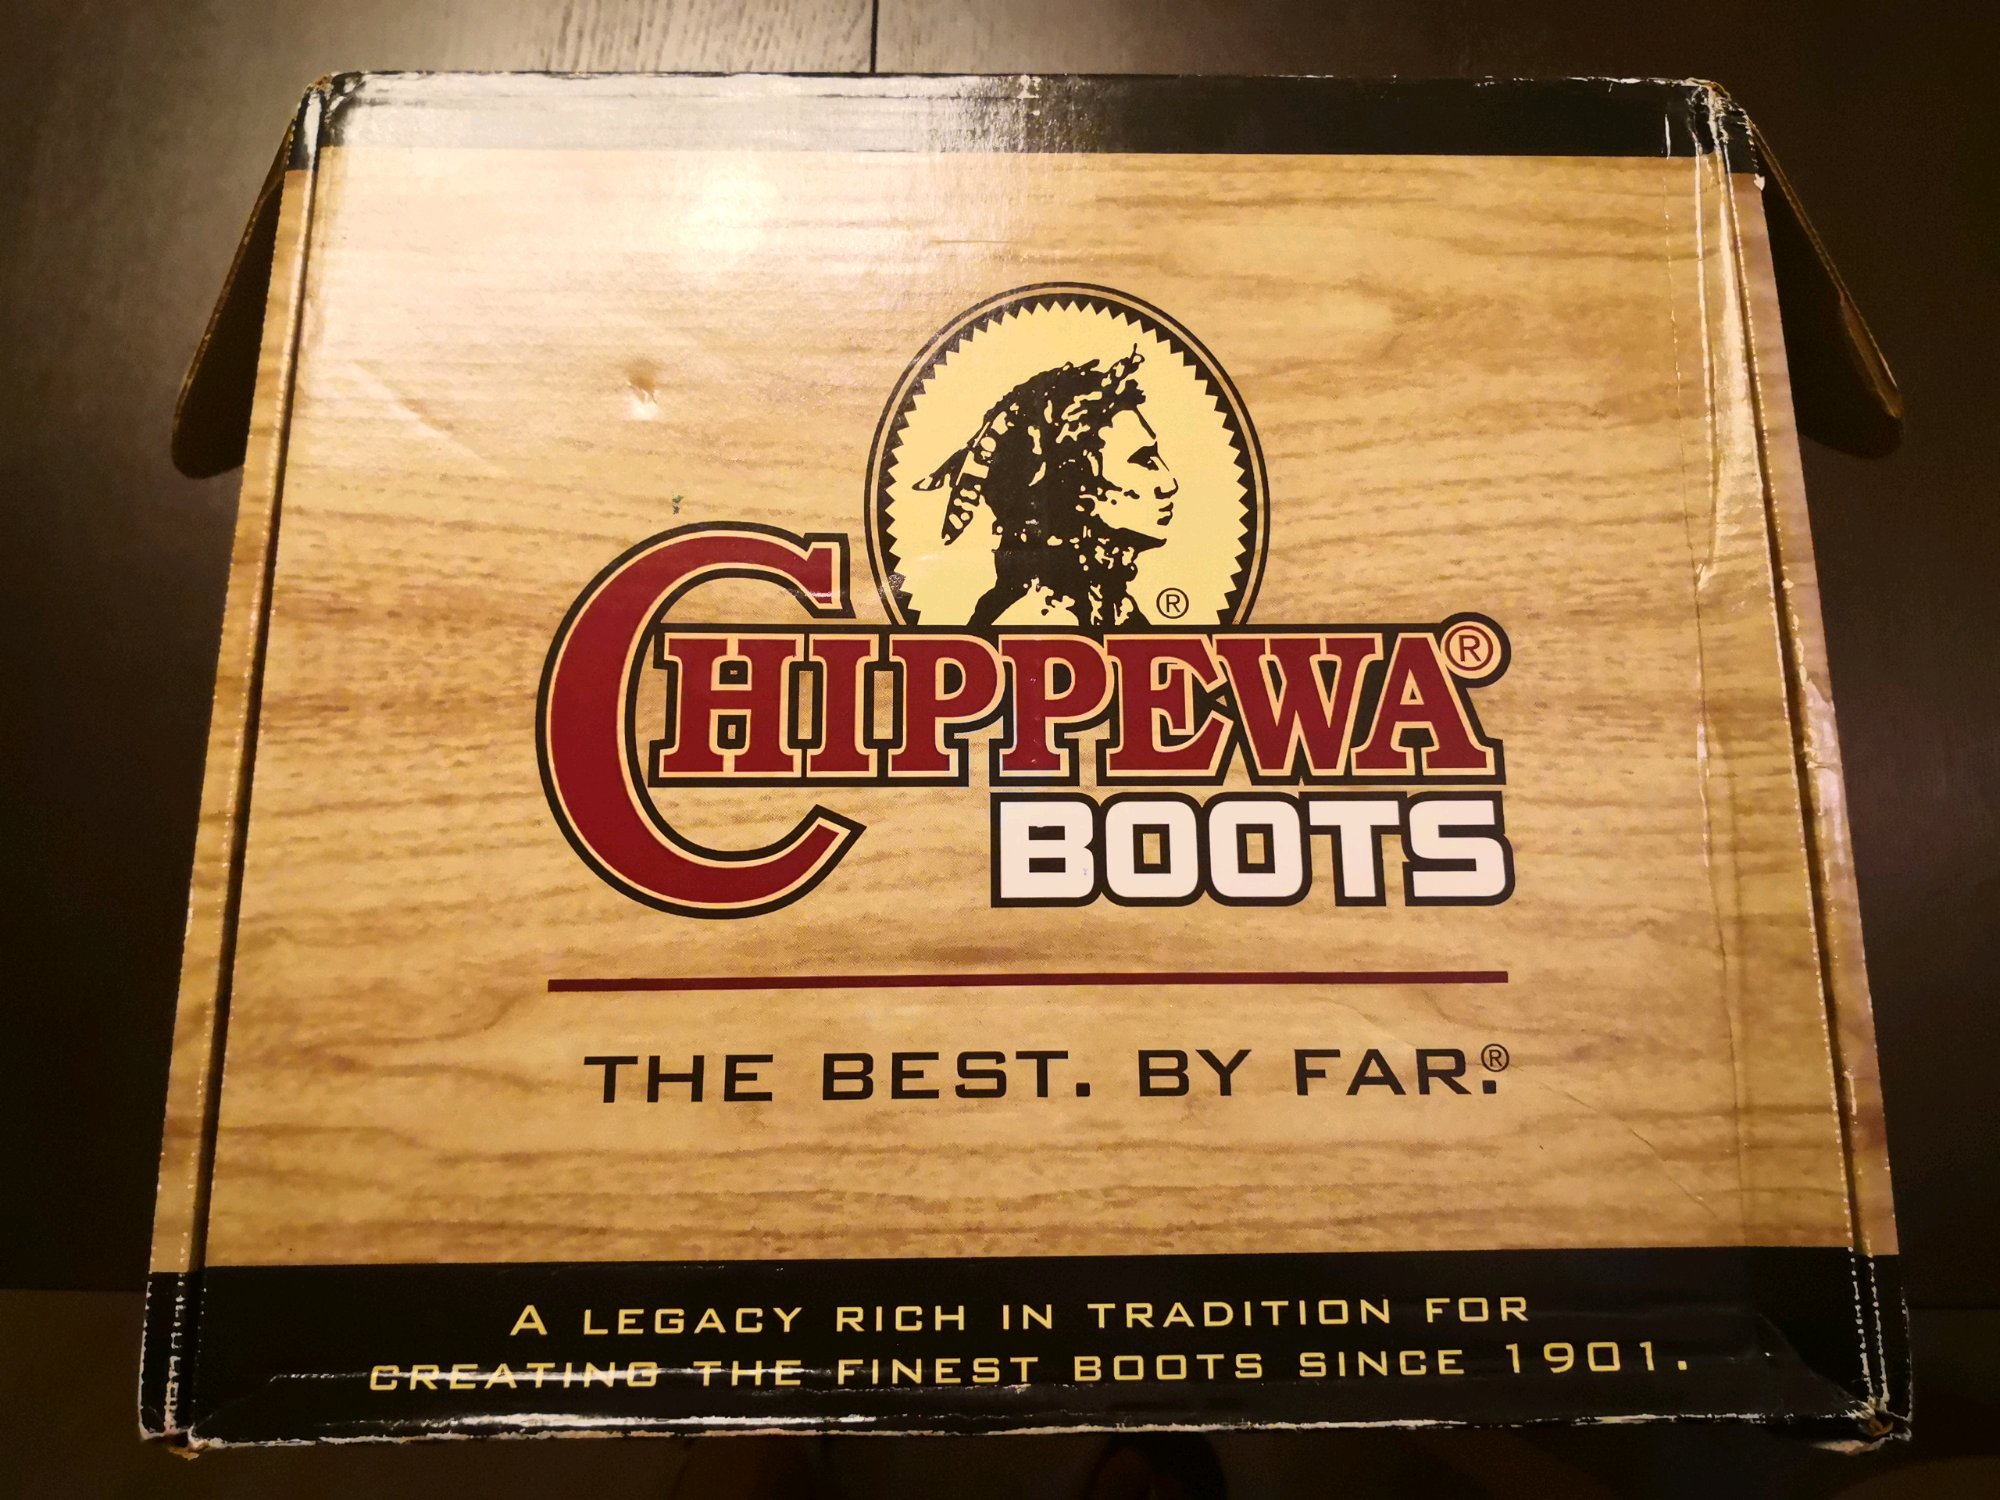 ®
CHIPPEWA®
BOOTS
THE BEST. BY FAR.®
A LEGACY RICH IN TRADITION FOR
CREATING THE FINEST BOOTS SINCE 1901.